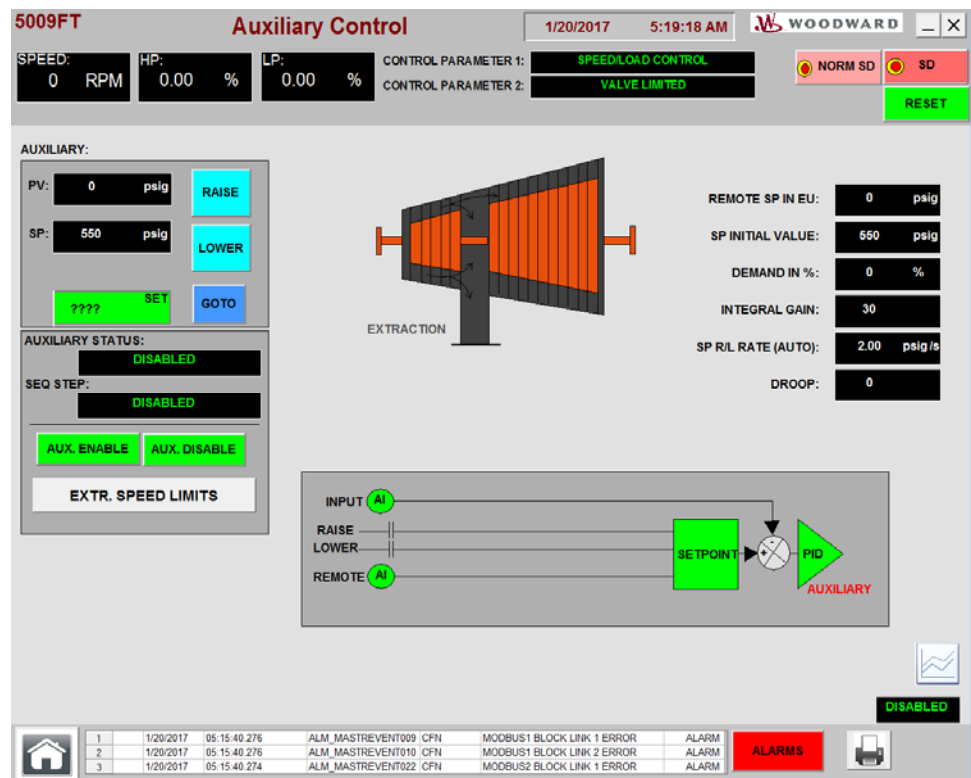 5009FT
Auxiliary Control
1/20/2017 5:19:18 AM
WOODWARD
SPEED:
0 RPM
HP:
0.00 %
LP:
0.00 %
CONTROL PARAMETER 1: SPEED/LOAD CONTROL
CONTROL PARAMETER 2: VALVE LIMITED
NORM SD
SD
RESET
AUXILIARY:
PV: 0 psig
RAISE
SP: 550 psig
LOWER
???? SET
GOTO
AUXILIARY STATUS:
DISABLED
SEQ STEP:
DISABLED
AUX. ENABLE
AUX. DISABLE
EXTR. SPEED LIMITS
EXTRACTION
REMOTE SP IN EU: 0 psig
SP INITIAL VALUE: 550 psig
DEMAND IN %: 0 %
INTEGRAL GAIN: 30
SP R/L RATE (AUTO): 2.00 psig/s
DROOP: 0
INPUT AI
RAISE
LOWER
REMOTE AI
SETPOINT
+ -
PID
AUXILIARY
DISABLED
1 1/20/2017 05:15:40.276 ALM_MASTREVENT009 CFN MODBUS1 BLOCK LINK 1 ERROR ALARM
2 1/20/2017 05:15:40.276 ALM_MASTREVENT010 CFN MODBUS1 BLOCK LINK 2 ERROR ALARM
3 1/20/2017 05:15:40.274 ALM_MASTREVENT022 CFN MODBUS2 BLOCK LINK 1 ERROR ALARM
ALARMS